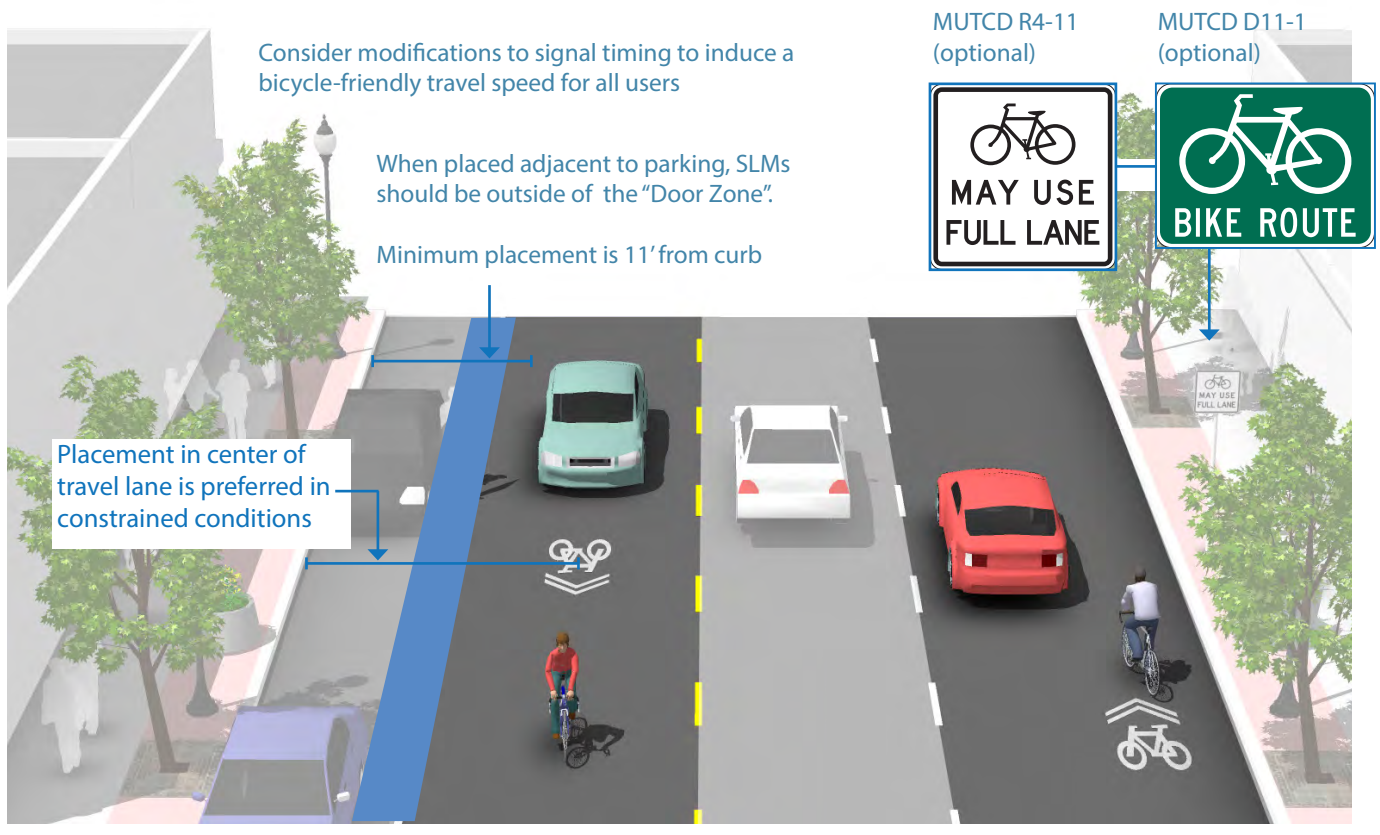 Consider modifications to signal timing to induce a
bicycle-friendly travel speed for all users
When placed adjacent to parking, SLMs
should be outside of the “Door Zone”.
Minimum placement is 11’ from curb
MUTCD R4-11
(optional)
MUTCD D11-1
(optional)
MAY USE
FULL LANE
BIKE ROUTE
Placement in center of
travel lane is preferred in
constrained conditions
MAY USE
FULL LANE